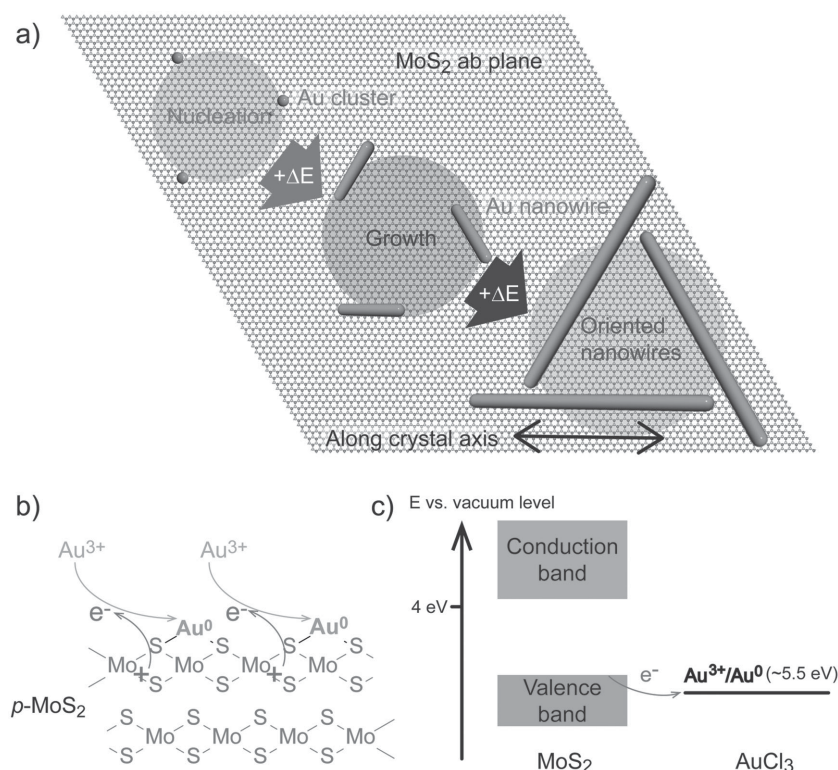 a)
MoS₂ ab plane
Au cluster
Nucleation
+ΔE
Au nanowire
Growth
+ΔE
Oriented
nanowires
Along crystal axis
b)
Au³⁺ Au³⁺
e⁻ Au⁰ e⁻ Au⁰
S S S S
Mo + Mo Mo + Mo
S S S S
p-MoS₂
S S S S
Mo Mo Mo Mo
S S S S
c)
E vs. vacuum level
Conduction
band
4 eV
e⁻ Au³⁺/Au⁰ (~5.5 eV)
Valence
band
MoS₂ AuCl₃